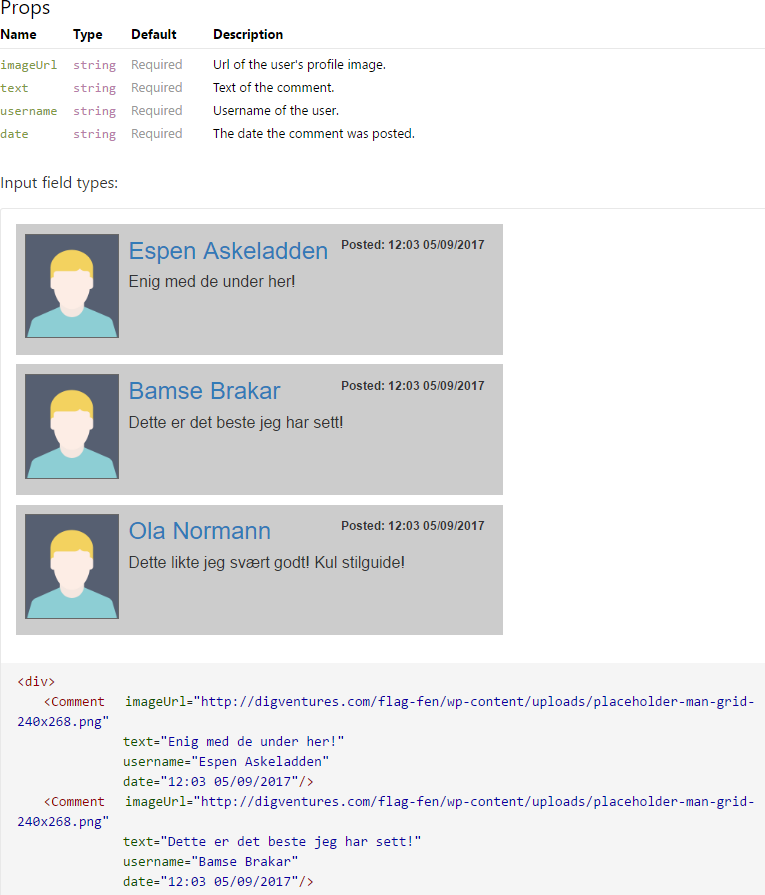 Props
Name Type Default Description
imageUrl string Required Url of the user's profile image.
text string Required Text of the comment.
username string Required Username of the user.
date string Required The date the comment was posted.
Input field types:
Espen Askeladden Posted: 12:03 05/09/2017
Enig med de under her!
Bamse Brakar Posted: 12:03 05/09/2017
Dette er det beste jeg har sett!
Ola Normann Posted: 12:03 05/09/2017
Dette likte jeg svært godt! Kul stilguide!
<div>
<Comment imageUrl="http://digventures.com/flag-fen/wp-content/uploads/placeholder-man-grid-
240x268.png"
text="Enig med de under her!"
username="Espen Askeladden"
date="12:03 05/09/2017"/>
<Comment imageUrl="http://digventures.com/flag-fen/wp-content/uploads/placeholder-man-grid-
240x268.png"
text="Dette er det beste jeg har sett!"
username="Bamse Brakar"
date="12:03 05/09/2017"/>